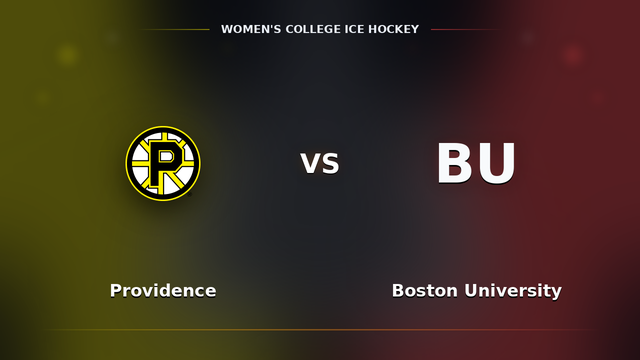 WOMEN'S COLLEGE ICE HOCKEY
P
VS
BU
Providence
Boston University